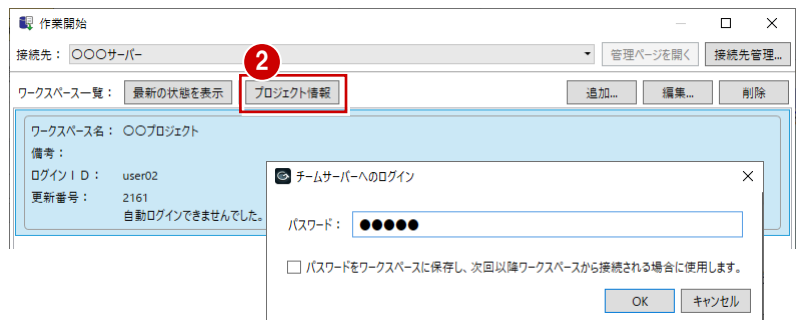 作業開始
接続先： 〇〇〇サーバー 管理ページを開く 接続先管理...
2
ワークスペース一覧： 最新の状態を表示 プロジェクト情報 追加... 編集... 削除
ワークスペース名： 〇〇プロジェクト
備考：
ログインＩＤ： user02
更新番号： 2161
自動ログインできませんでした。
チームサーバーへのログイン
パスワード： ●●●●●
パスワードをワークスペースに保存し、次回以降ワークスペースから接続される場合に使用します。
OK キャンセル